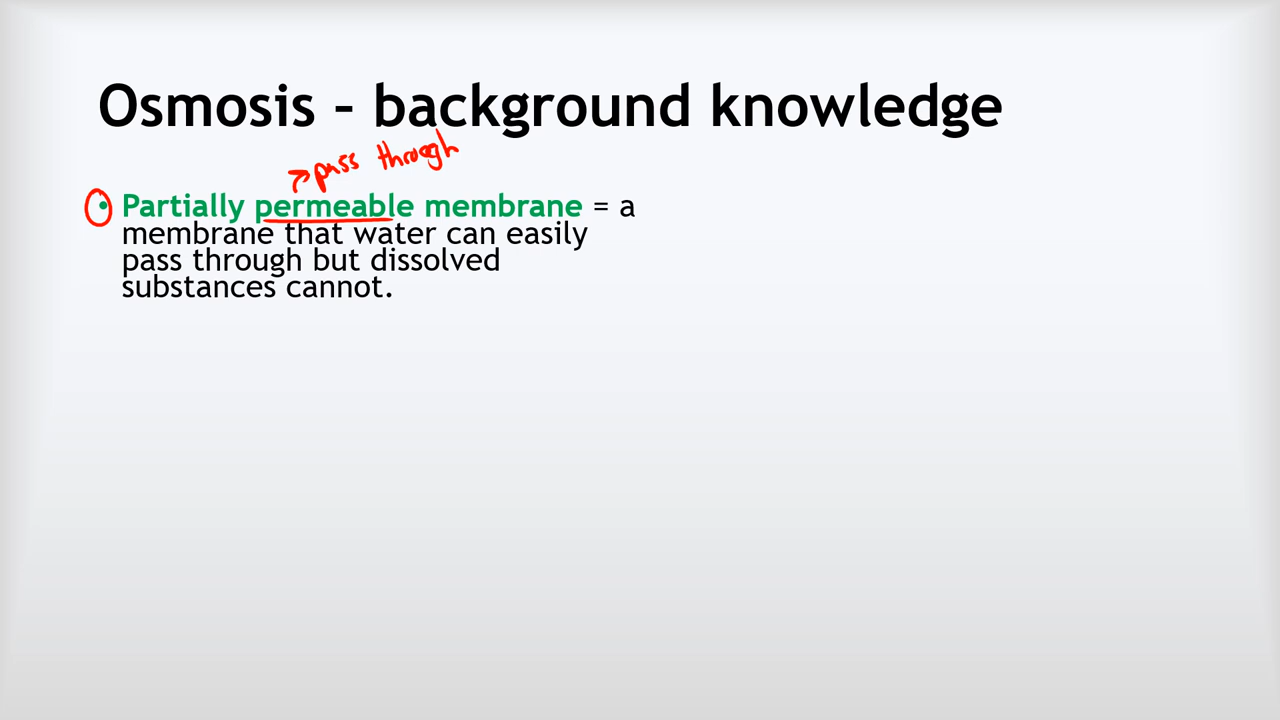 Osmosis – background knowledge
→ pass through
• Partially permeable membrane = a
membrane that water can easily
pass through but dissolved
substances cannot.